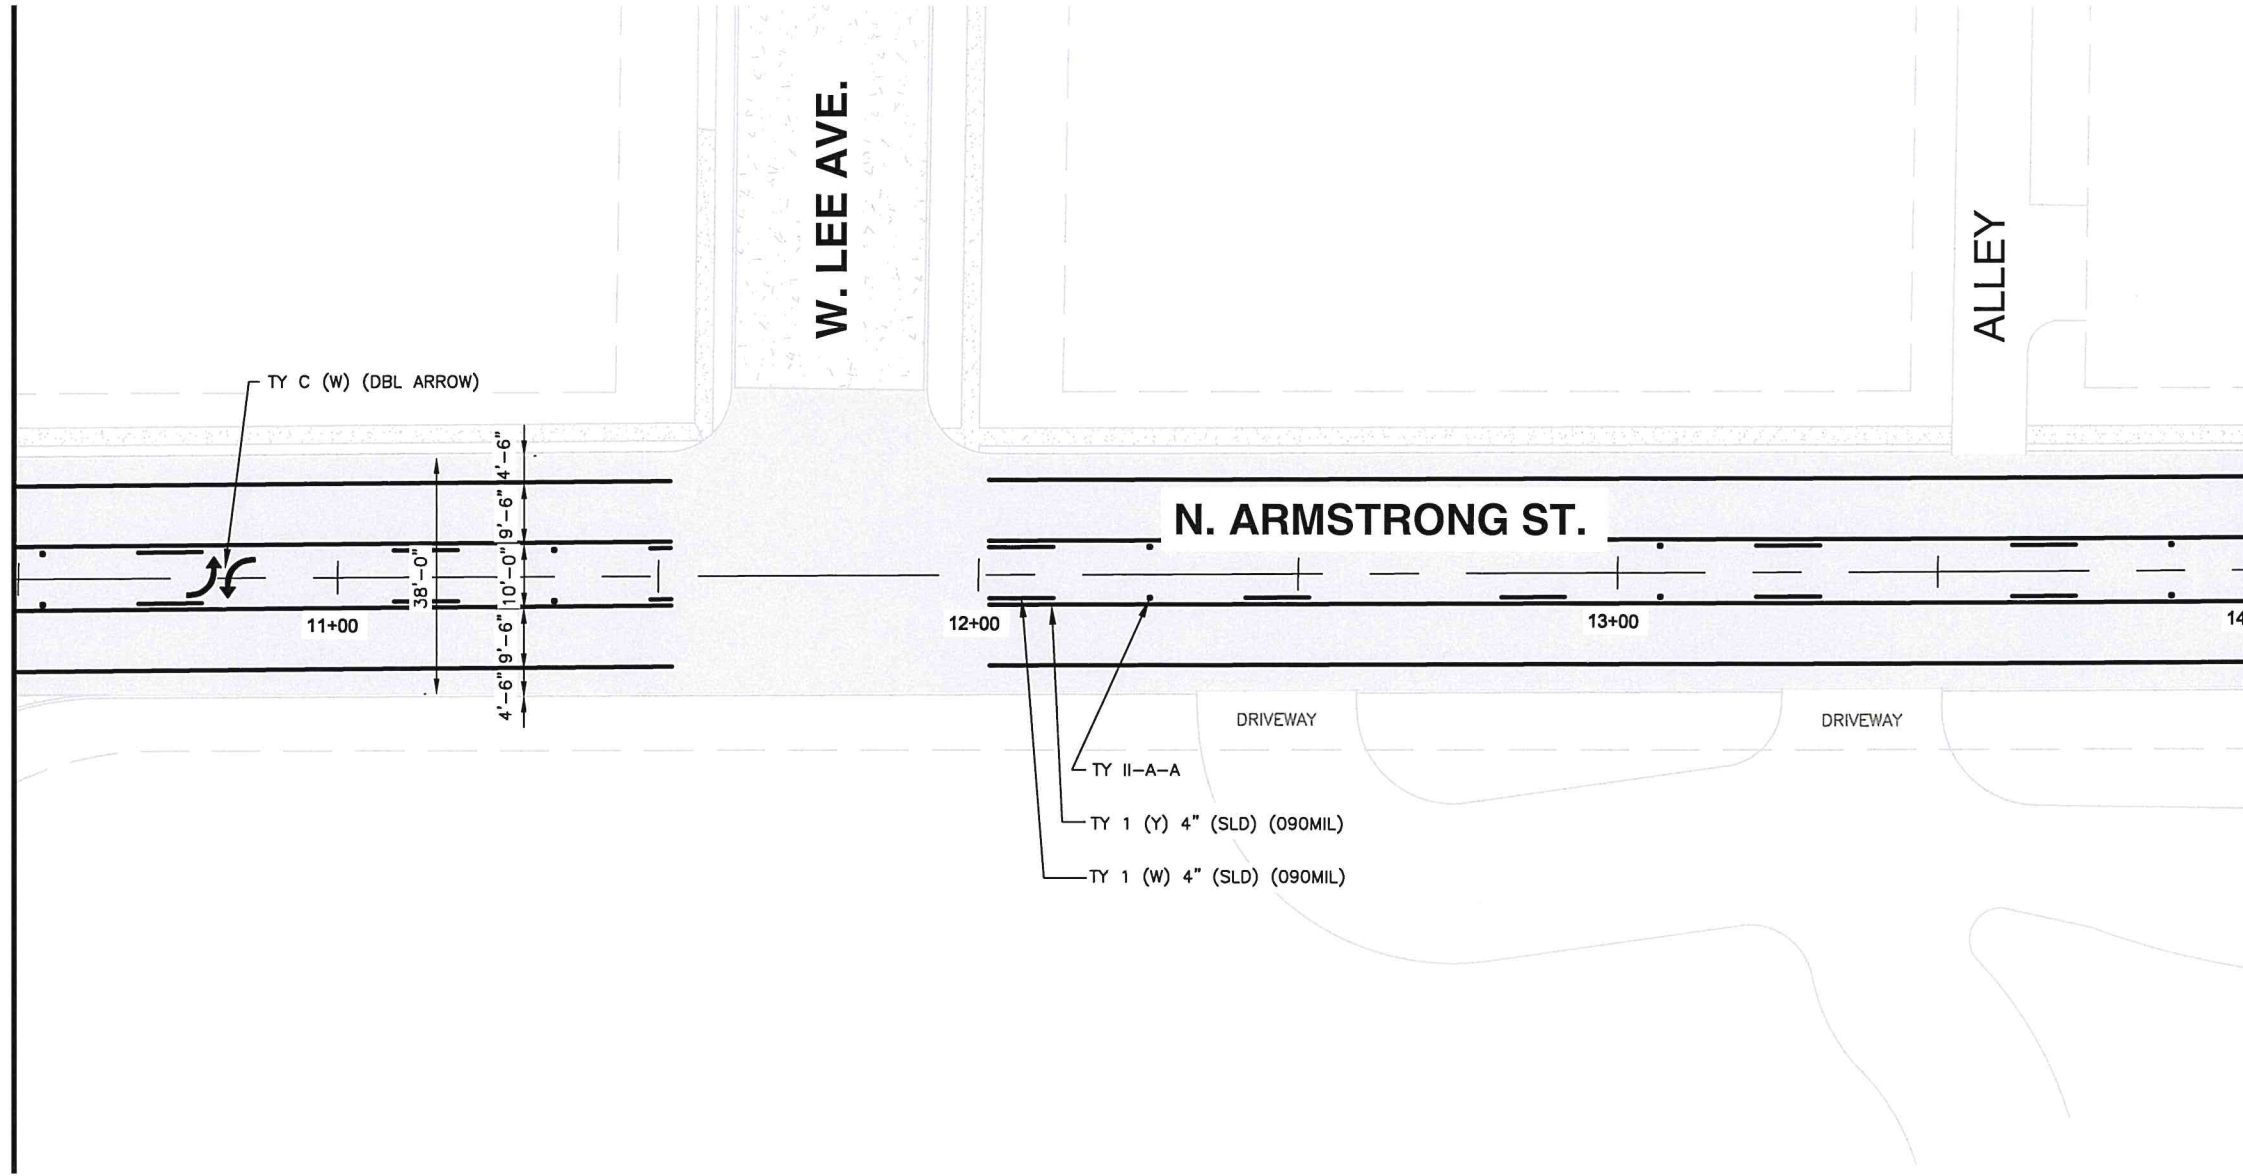 W. LEE AVE.
ALLEY
TY C (W) (DBL ARROW)
4'-6"
9'-6"
10'-0"
9'-6"
4'-6"
38'-0"
N. ARMSTRONG ST.
11+00
12+00
13+00
14
DRIVEWAY
DRIVEWAY
TY II-A-A
TY 1 (Y) 4" (SLD) (090MIL)
TY 1 (W) 4" (SLD) (090MIL)